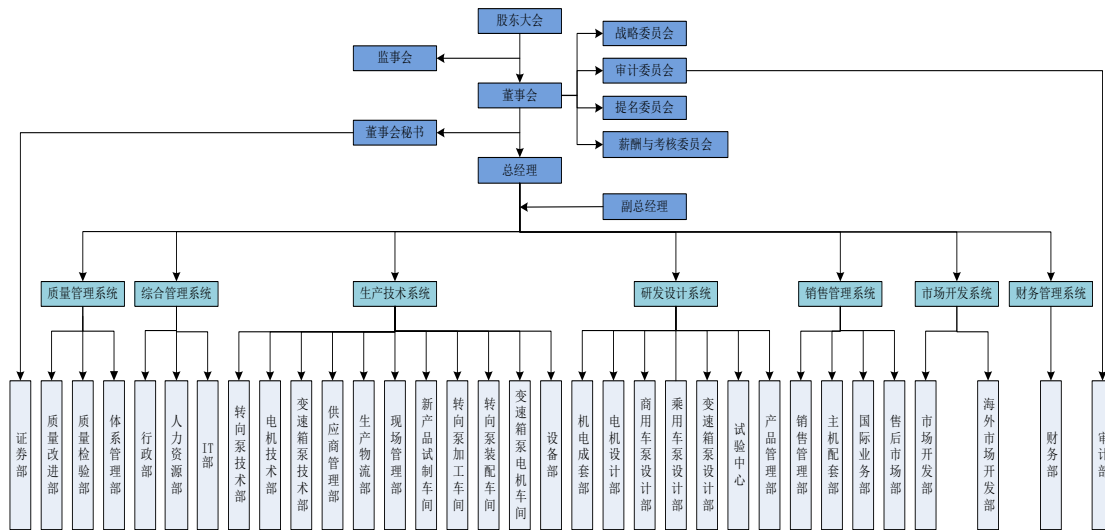 股东大会
战略委员会
监事会
审计委员会
董事会
提名委员会
董事会秘书
薪酬与考核委员会
总经理
副总经理
质量管理系统
综合管理系统
生产技术系统
研发设计系统
销售管理系统
市场开发系统
财务管理系统
证券部
质量改进部
质量检验部
体系管理部
行政部
人力资源部
IT部
转向泵技术部
电机技术部
变速箱泵技术部
供应商管理部
生产物流部
现场管理部
新产品试制车间
转向泵加工车间
转向泵装配车间
变速箱泵电机车间
设备部
机电成套部
电机设计部
商用车泵设计部
乘用车泵设计部
变速箱泵设计部
试验中心
产品管理部
销售管理部
主机配套部
国际业务部
售后市场部
市场开发部
海外市场开发部
财务部
审计部